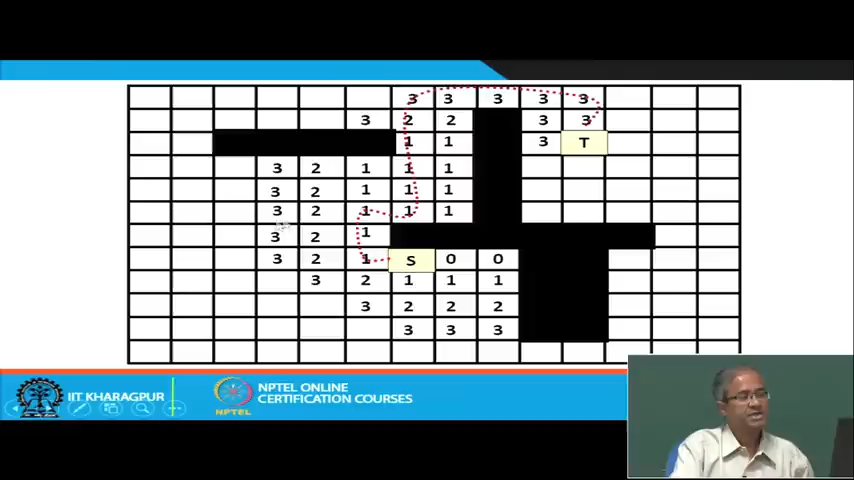 3 3 3 3 3
3 2 2 3 3
1 1 3 T
3 2 1 1 1
3 2 1 1 1
3 2 1 1 1
3 2 1
3 2 1 S 0 0
3 2 1 1 1
3 2 2 2
3 3 3
IIT KHARAGPUR
NPTEL
NPTEL ONLINE
CERTIFICATION COURSES